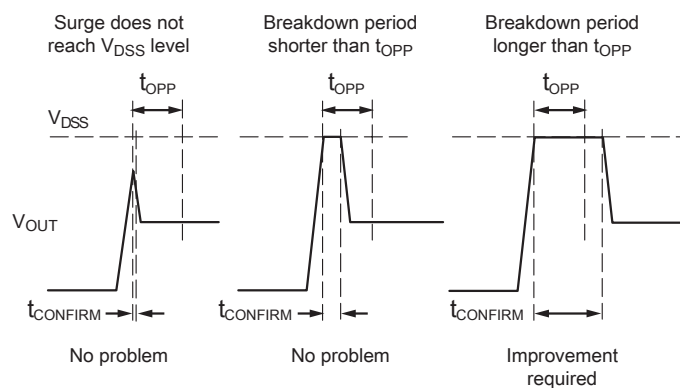 Surge does not
reach VDSS level
Breakdown period
shorter than tOPP
Breakdown period
longer than tOPP
tOPP
tOPP
tOPP
VDSS
VOUT
tCONFIRM
tCONFIRM
tCONFIRM
No problem
No problem
Improvement
required